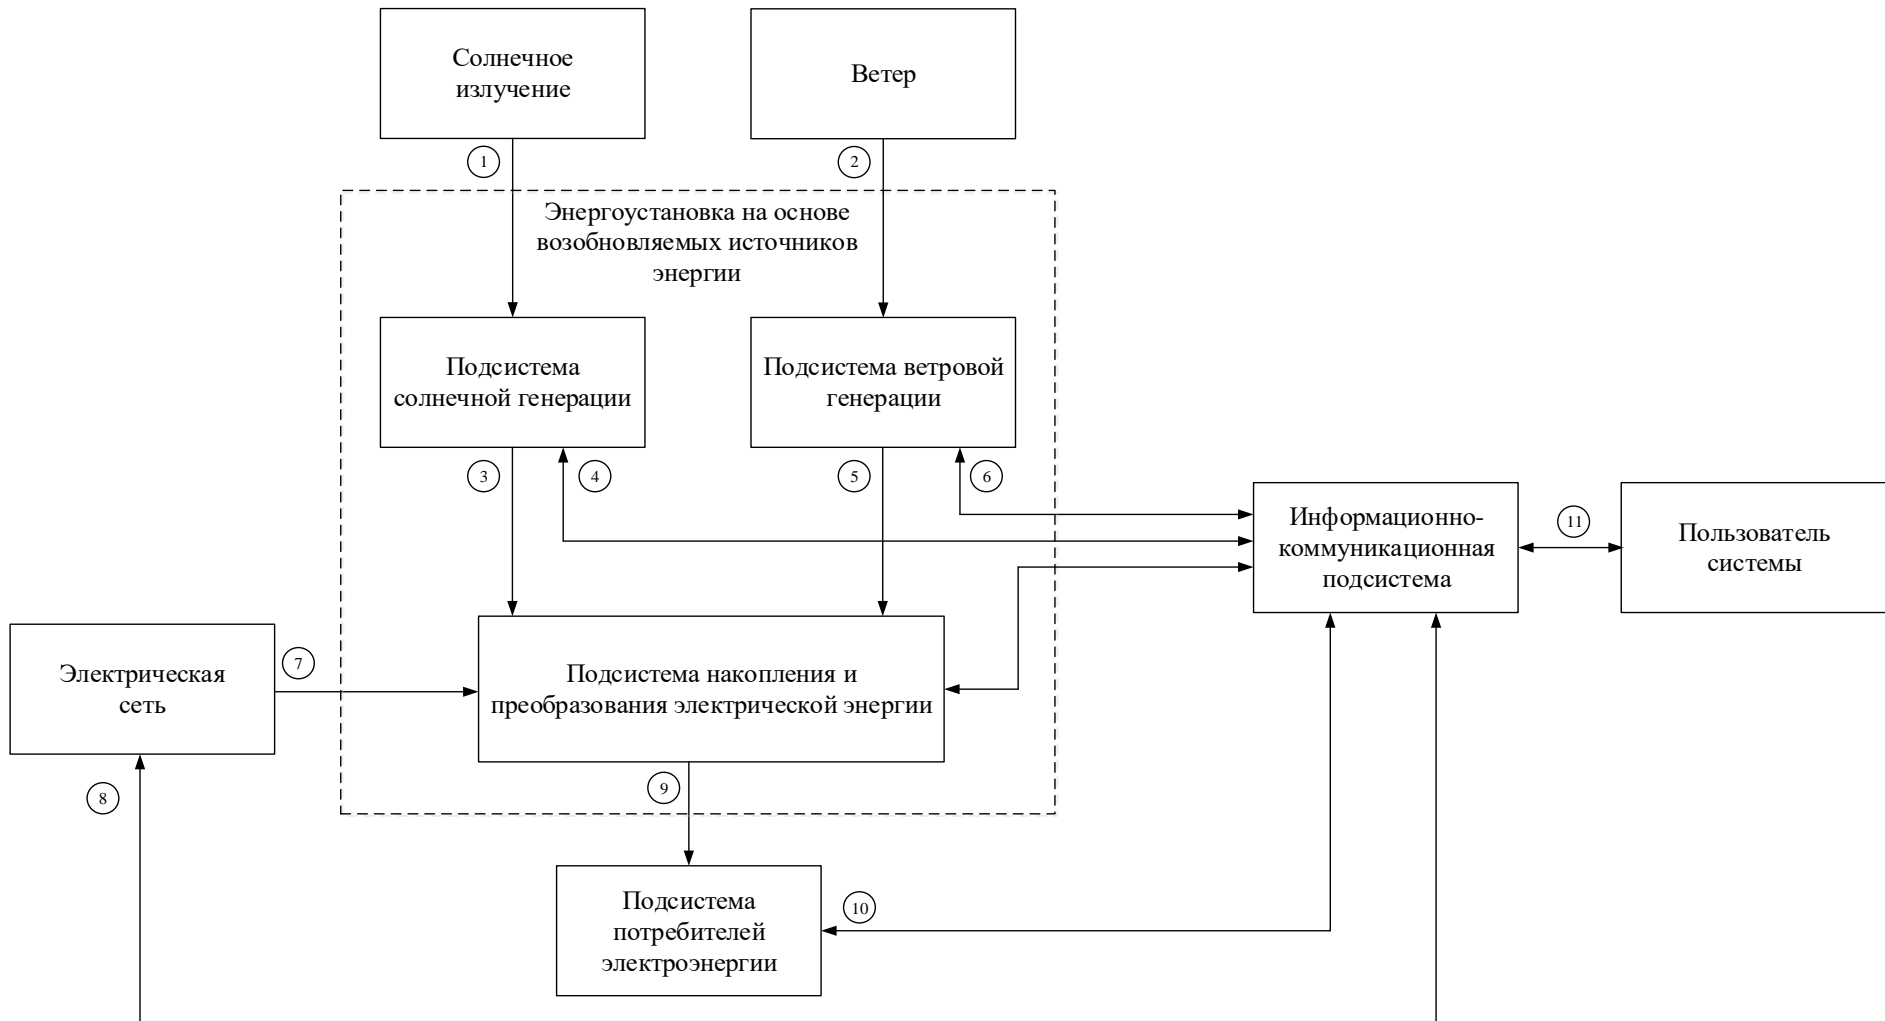 Солнечное
излучение
Ветер
1
2
Энергоустановка на основе
возобновляемых источников
энергии
Подсистема
солнечной генерации
Подсистема ветровой
генерации
3
4
5
6
Информационно-
коммуникационная
подсистема
11
Пользователь
системы
Электрическая
сеть
7
Подсистема накопления и
преобразования электрической энергии
8
9
Подсистема
потребителей
электроэнергии
10